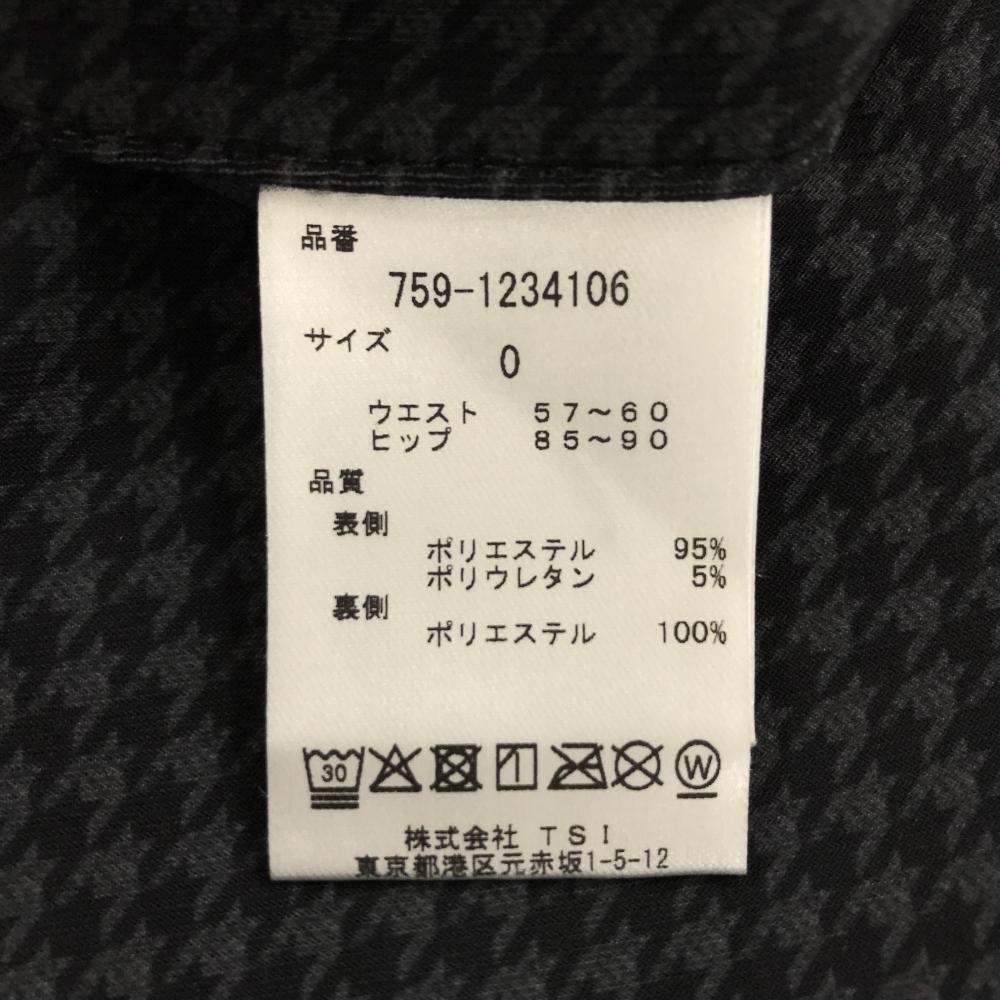 品番
759-1234106
サイズ
0
ウエスト 57～60
ヒップ 85～90
品質
表側
ポリエステル 95%
ポリウレタン 5%
裏側
ポリエステル 100%
30 W
株式会社 TSI
東京都港区元赤坂1-5-12